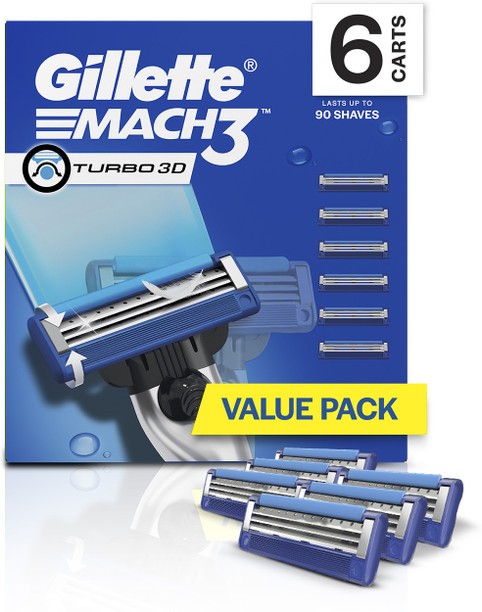 6 CARTS
LASTS UP TO
90 SHAVES
Gillette®
MACH3™
TURBO 3D
VALUE PACK